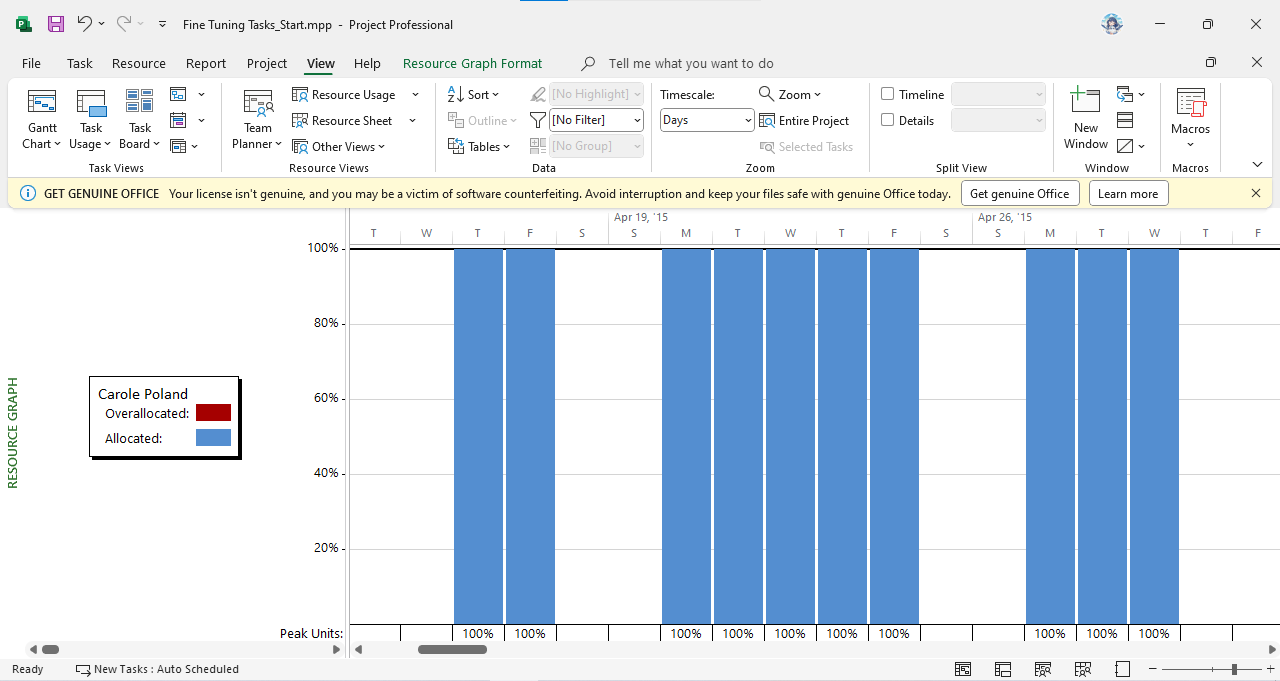 Fine Tuning Tasks_Start.mpp - Project Professional
File Task Resource Report Project View Help Resource Graph Format Tell me what you want to do
Gantt Chart
Task Usage
Task Board
Task Views
Team Planner
Resource Usage
Resource Sheet
Other Views
Resource Views
Sort
Outline
Tables
[No Highlight]
[No Filter]
[No Group]
Data
Timescale:
Days
Zoom
Entire Project
Selected Tasks
Zoom
Timeline
Details
Split View
New Window
Window
Macros
Macros
GET GENUINE OFFICE Your license isn't genuine, and you may be a victim of software counterfeiting. Avoid interruption and keep your files safe with genuine Office today. Get genuine Office Learn more
Apr 19, '15 Apr 26, '15
T W T F S S M T W T F S S M T W T F
RESOURCE GRAPH
Carole Poland
Overallocated:
Allocated:
100%
80%
60%
40%
20%
Peak Units: 100% 100% 100% 100% 100% 100% 100% 100% 100% 100%
Ready New Tasks : Auto Scheduled